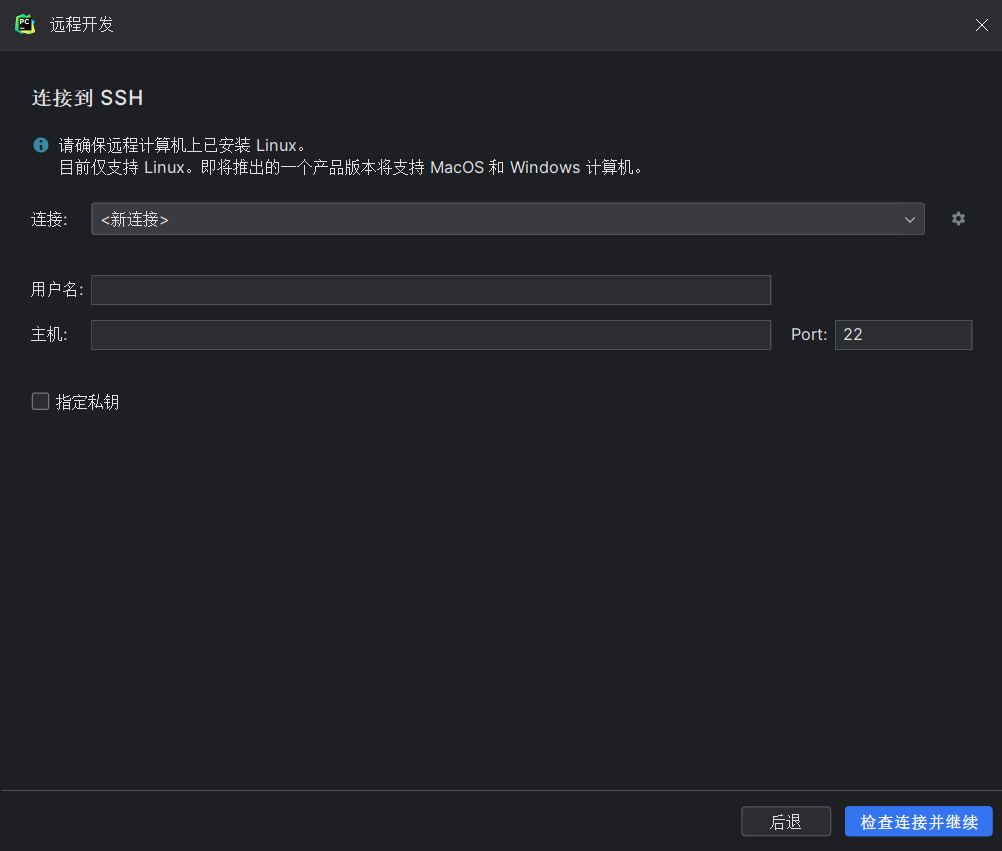 PC 远程开发
连接到 SSH
请确保远程计算机上已安装 Linux。
目前仅支持 Linux。即将推出的一个产品版本将支持 MacOS 和 Windows 计算机。
连接: <新连接>
用户名:
主机: Port: 22
指定私钥
后退 检查连接并继续